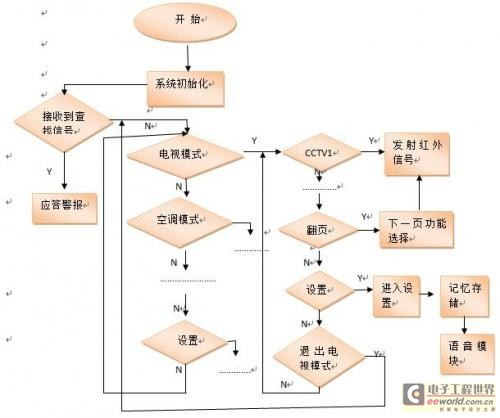 开 始
系统初始化
接收到查
找信号
N
Y
应答警报
N
电视模式
Y
CCTV1
Y
发射红外
信号
N
N
空调模式
翻页
Y
下一页功能
选择
N
N
设置
Y
进入设
置
记忆存
储
N
N
设置
N
退 出 电
视模式
Y
N
语 音 模
块
电子工程世界
eeworld.com.cn